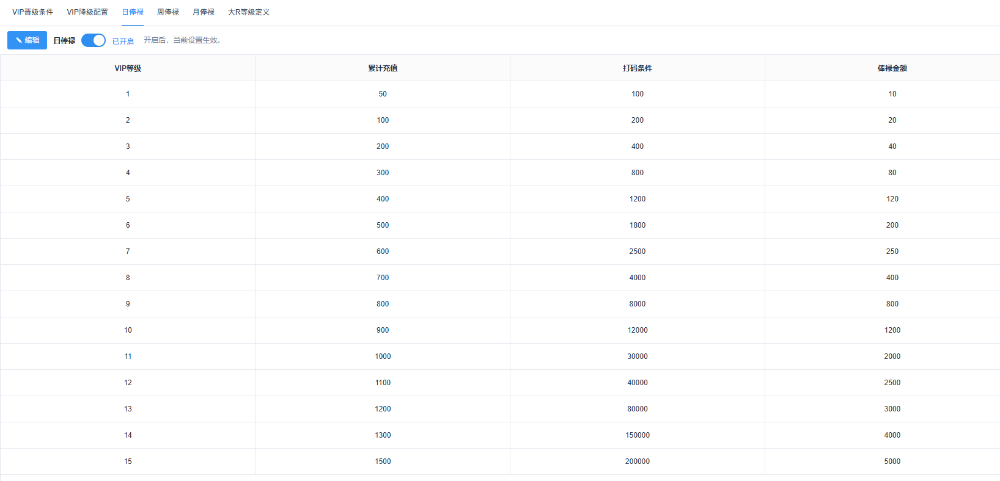 VIP晋级条件 VIP降级配置 日俸禄 周俸禄 月俸禄 大R等级定义
编辑 日俸禄 已开启 开启后，当前设置生效。
VIP等级 累计充值 打码条件 俸禄金额
1 50 100 10
2 100 200 20
3 200 400 40
4 300 800 80
5 400 1200 120
6 500 1800 200
7 600 2500 250
8 700 4000 400
9 800 8000 800
10 900 12000 1200
11 1000 30000 2000
12 1100 40000 2500
13 1200 80000 3000
14 1300 150000 4000
15 1500 200000 5000